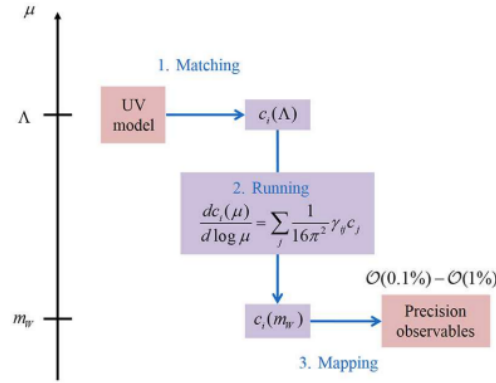 μ
1. Matching
Λ
UV
model
c_i(Λ)
2. Running
dc_i(μ)/d log μ = ∑_j 1/16π² γ_ij c_j
O(0.1%) – O(1%)
m_W
c_i(m_W)
Precision
observables
3. Mapping